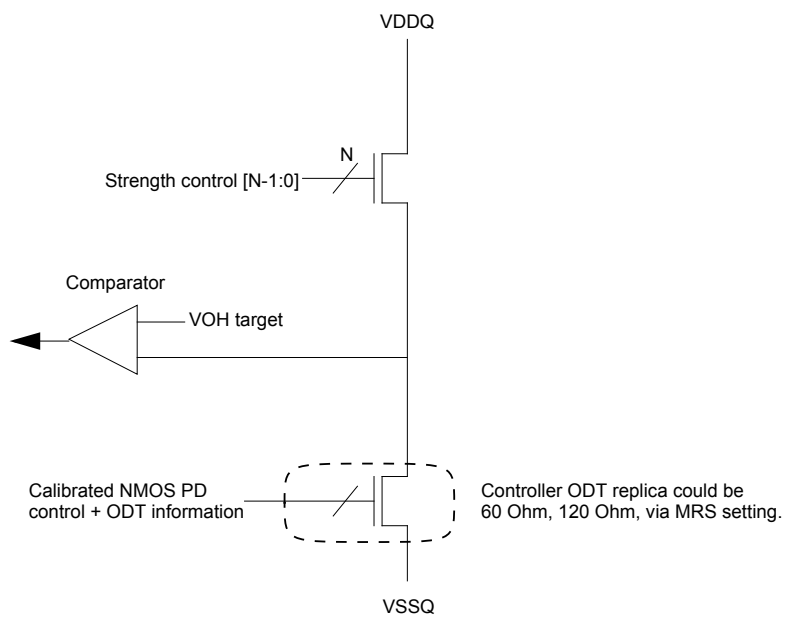 VDDQ
N
Strength control [N-1:0]
Comparator
VOH target
Calibrated NMOS PD
control + ODT information
Controller ODT replica could be
60 Ohm, 120 Ohm, via MRS setting.
VSSQ